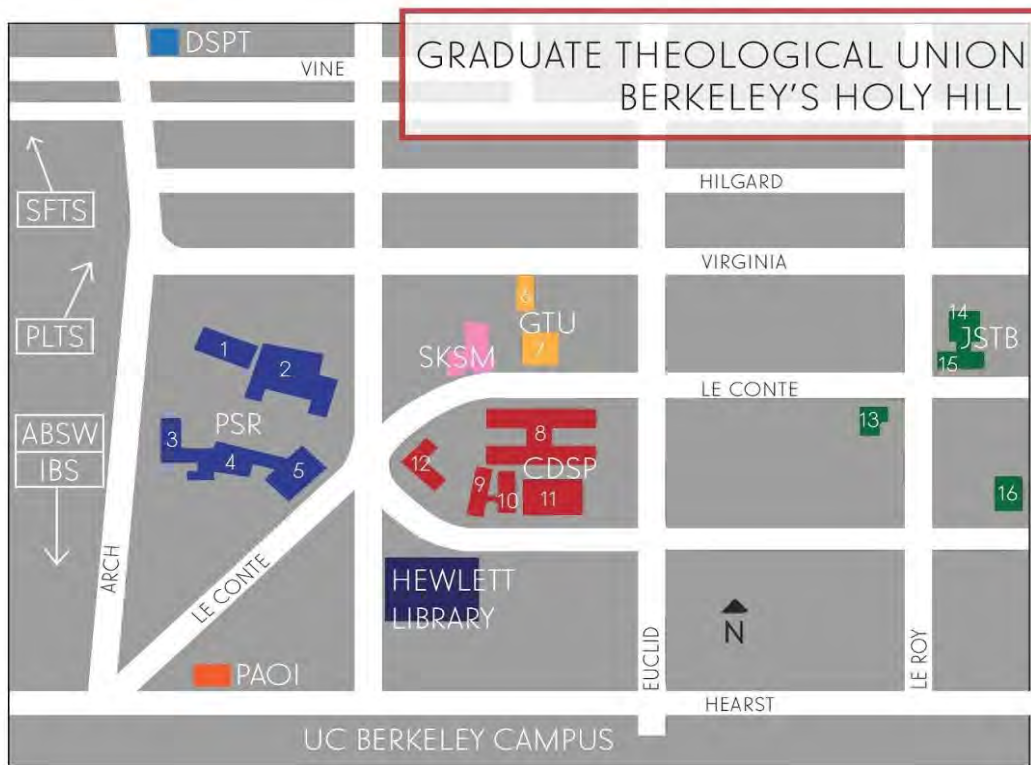 GRADUATE THEOLOGICAL UNION
BERKELEY'S HOLY HILL
DSPT
VINE
HILGARD
SFTS
VIRGINIA
PLTS
6
GTU
7
14
JSTB
15
1
2
SKSM
LE CONTE
PSR
ABSW
IBS
3
4
5
8
CDSP
12
9
10
11
13
16
ARCH
LE CONTE
HEWLETT
LIBRARY
N
EUCLID
LE ROY
PAOI
HEARST
UC BERKELEY CAMPUS